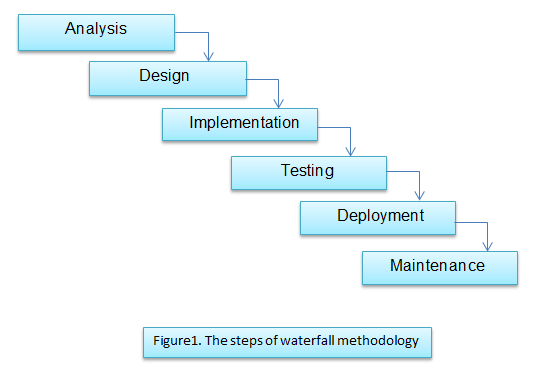 Analysis
Design
Implementation
Testing
Deployment
Maintenance
Figure1. The steps of waterfall methodology